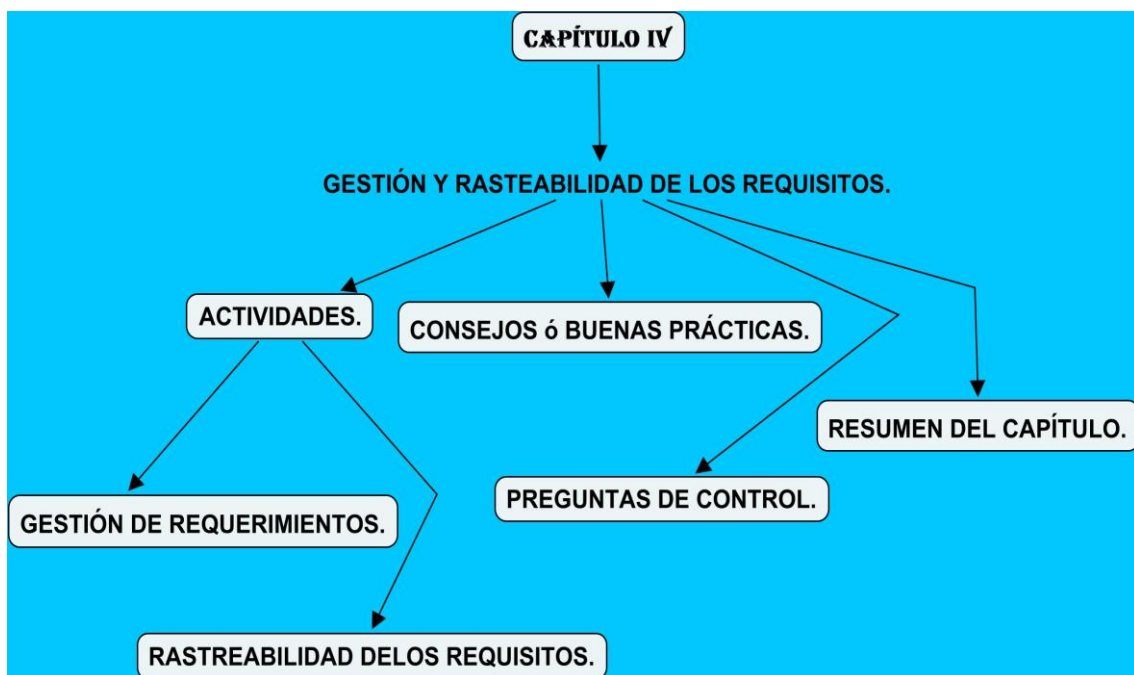 CAPÍTULO IV
GESTIÓN Y RASTEABILIDAD DE LOS REQUISITOS.
ACTIVIDADES.
CONSEJOS ó BUENAS PRÁCTICAS.
RESUMEN DEL CAPÍTULO.
PREGUNTAS DE CONTROL.
GESTIÓN DE REQUERIMIENTOS.
RASTREABILIDAD DELOS REQUISITOS.